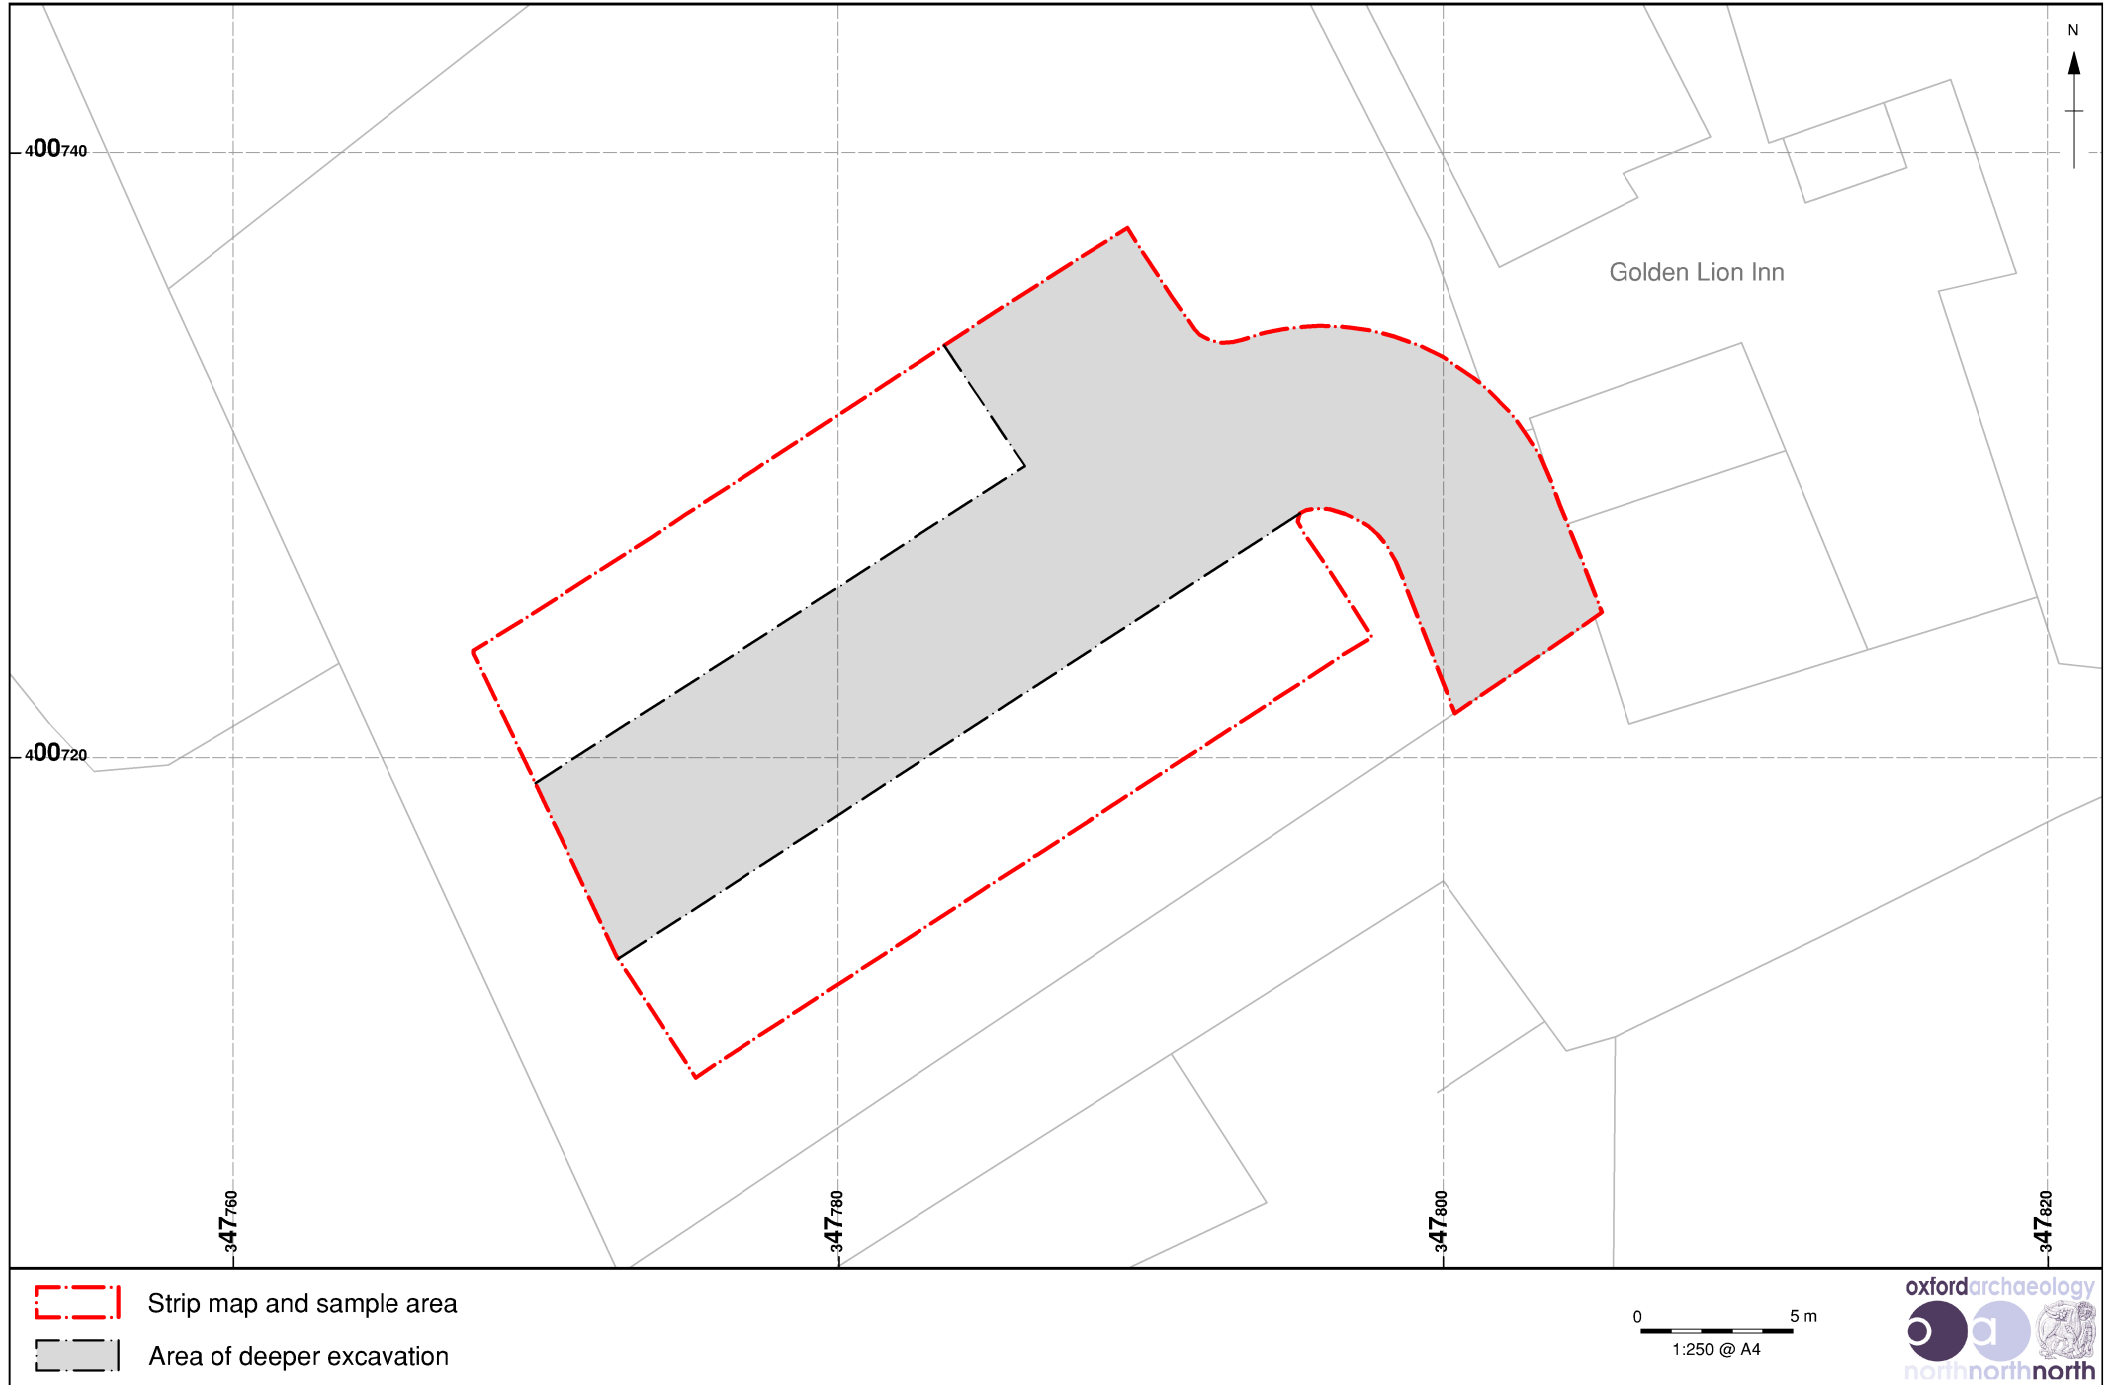 N
400740
Golden Lion Inn
400720
347760
347780
347800
347820
Strip map and sample area
Area of deeper excavation
0 5 m
1:250 @ A4
oxfordarchaeology
oa
northnorthnorth